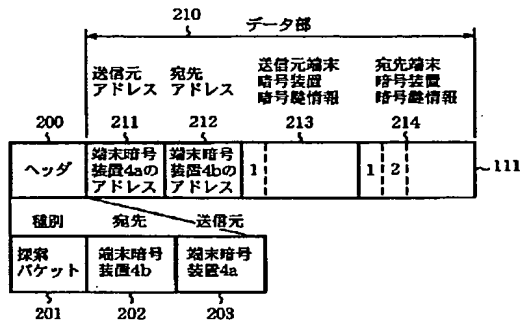 210
データ部
送信元 宛先 送信元端末 宛先端末
アドレス アドレス 暗号装置 暗号装置
暗号鍵情報 暗号鍵情報
200 211 212 213 214
ヘッダ 端末暗号 端末暗号 1 1 2 111
装置4aの 装置4bの
アドレス アドレス
種別 宛先 送信元
探索 端末暗号 端末暗号
パケット 装置4b 装置4a
201 202 203